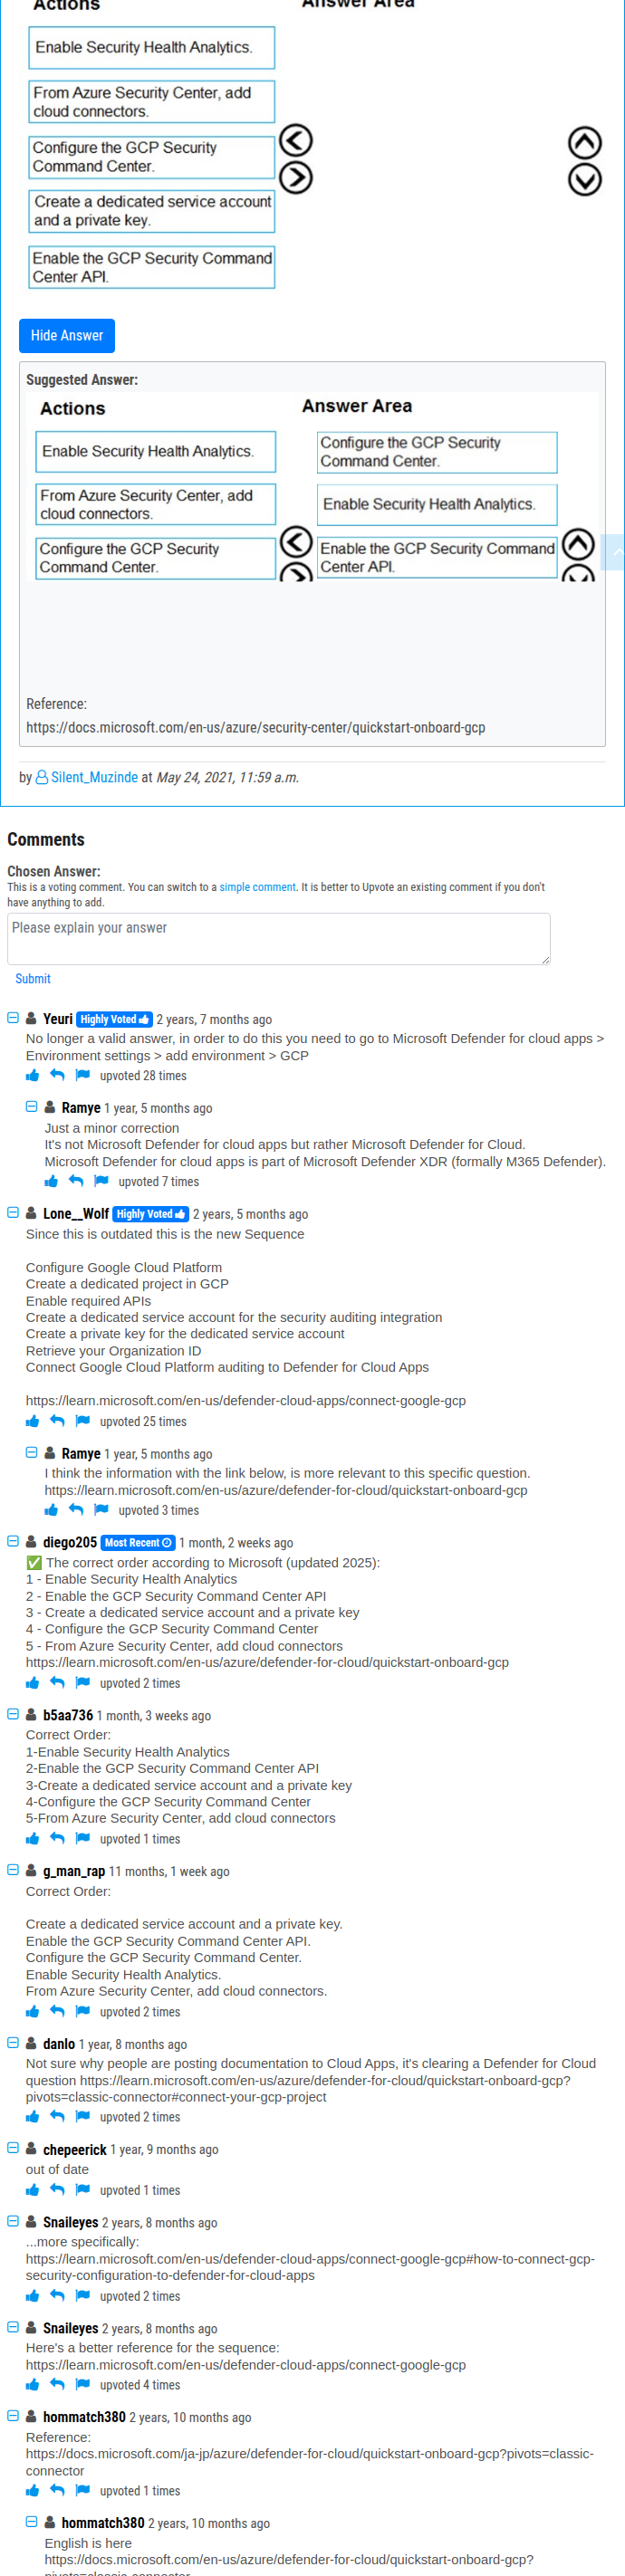 Actions
Answer Area
Enable Security Health Analytics.
From Azure Security Center, add
cloud connectors.
Configure the GCP Security
Command Center.
Create a dedicated service account
and a private key.
Enable the GCP Security Command
Center API.
Hide Answer
Suggested Answer:
Actions
Answer Area
Enable Security Health Analytics.
From Azure Security Center, add
cloud connectors.
Configure the GCP Security
Command Center.
Configure the GCP Security
Command Center.
Enable Security Health Analytics.
Enable the GCP Security Command
Center API.
Reference:
https://docs.microsoft.com/en-us/azure/security-center/quickstart-onboard-gcp
by Silent_Muzinde at May 24, 2021, 11:59 a.m.
Comments
Chosen Answer:
This is a voting comment. You can switch to a simple comment. It is better to Upvote an existing comment if you don't
have anything to add.
Please explain your answer
Submit
Yeuri Highly Voted 2 years, 7 months ago
No longer a valid answer, in order to do this you need to go to Microsoft Defender for cloud apps >
Environment settings > add environment > GCP
upvoted 28 times
Ramye 1 year, 5 months ago
Just a minor correction
It's not Microsoft Defender for cloud apps but rather Microsoft Defender for Cloud.
Microsoft Defender for cloud apps is part of Microsoft Defender XDR (formally M365 Defender).
upvoted 7 times
Lone__Wolf Highly Voted 2 years, 5 months ago
Since this is outdated this is the new Sequence
Configure Google Cloud Platform
Create a dedicated project in GCP
Enable required APIs
Create a dedicated service account for the security auditing integration
Create a private key for the dedicated service account
Retrieve your Organization ID
Connect Google Cloud Platform auditing to Defender for Cloud Apps
https://learn.microsoft.com/en-us/defender-cloud-apps/connect-google-gcp
upvoted 25 times
Ramye 1 year, 5 months ago
I think the information with the link below, is more relevant to this specific question.
https://learn.microsoft.com/en-us/azure/defender-for-cloud/quickstart-onboard-gcp
upvoted 3 times
diego205 Most Recent 1 month, 2 weeks ago
✅ The correct order according to Microsoft (updated 2025):
1 - Enable Security Health Analytics
2 - Enable the GCP Security Command Center API
3 - Create a dedicated service account and a private key
4 - Configure the GCP Security Command Center
5 - From Azure Security Center, add cloud connectors
https://learn.microsoft.com/en-us/azure/defender-for-cloud/quickstart-onboard-gcp
upvoted 2 times
b5aa736 1 month, 3 weeks ago
Correct Order:
1-Enable Security Health Analytics
2-Enable the GCP Security Command Center API
3-Create a dedicated service account and a private key
4-Configure the GCP Security Command Center
5-From Azure Security Center, add cloud connectors
upvoted 1 times
g_man_rap 11 months, 1 week ago
Correct Order:
Create a dedicated service account and a private key.
Enable the GCP Security Command Center API.
Configure the GCP Security Command Center.
Enable Security Health Analytics.
From Azure Security Center, add cloud connectors.
upvoted 2 times
danlo 1 year, 8 months ago
Not sure why people are posting documentation to Cloud Apps, it's clearing a Defender for Cloud
question https://learn.microsoft.com/en-us/azure/defender-for-cloud/quickstart-onboard-gcp?
pivots=classic-connector#connect-your-gcp-project
upvoted 2 times
chepeerick 1 year, 9 months ago
out of date
upvoted 1 times
Snaileyes 2 years, 8 months ago
...more specifically:
https://learn.microsoft.com/en-us/defender-cloud-apps/connect-google-gcp#how-to-connect-gcp-
security-configuration-to-defender-for-cloud-apps
upvoted 2 times
Snaileyes 2 years, 8 months ago
Here's a better reference for the sequence:
https://learn.microsoft.com/en-us/defender-cloud-apps/connect-google-gcp
upvoted 4 times
hommatch380 2 years, 10 months ago
Reference:
https://docs.microsoft.com/ja-jp/azure/defender-for-cloud/quickstart-onboard-gcp?pivots=classic-
connector
upvoted 1 times
hommatch380 2 years, 10 months ago
English is here
https://docs.microsoft.com/en-us/azure/defender-for-cloud/quickstart-onboard-gcp?
pivots=classic-connector